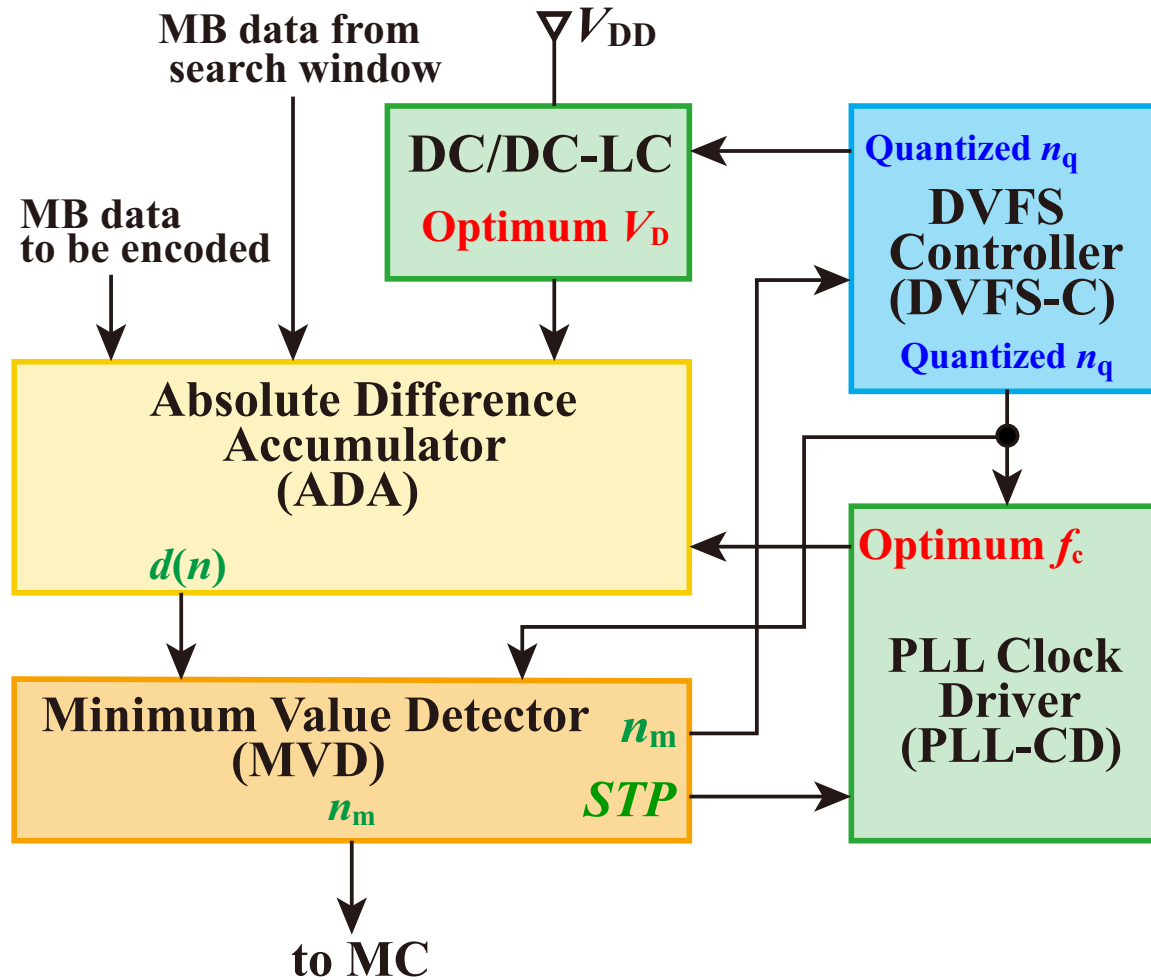 MB data from
search window
V_DD
MB data
to be encoded
DC/DC-LC
Optimum V_D
Quantized n_q
DVFS
Controller
(DVFS-C)
Quantized n_q
Absolute Difference
Accumulator
(ADA)
d(n)
Optimum f_c
PLL Clock
Driver
(PLL-CD)
Minimum Value Detector
(MVD)
n_m
n_m
STP
to MC